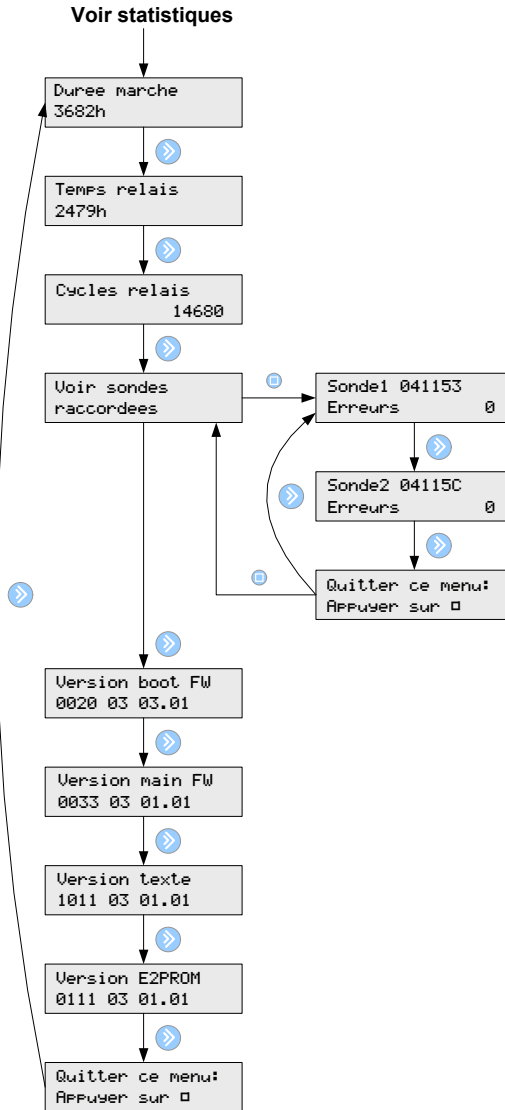 Voir statistiques
Duree marche
3682h
Temps relais
2479h
Cycles relais
14680
Voir sondes
raccordees
Sonde1 041153
Erreurs 0
Sonde2 04115C
Erreurs 0
Quitter ce menu:
Appuyer sur □
Version boot FW
0020 03 03.01
Version main FW
0033 03 01.01
Version texte
1011 03 01.01
Version E2PROM
0111 03 01.01
Quitter ce menu:
Appuyer sur □